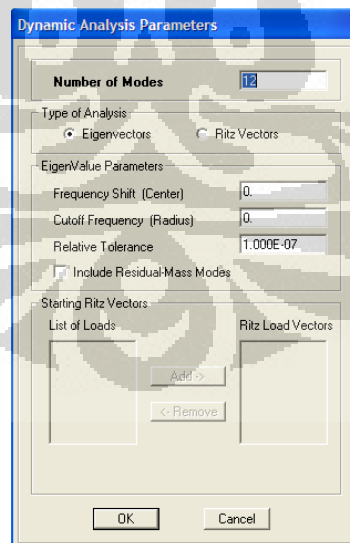 Dynamic Analysis Parameters
Number of Modes 12
Type of Analysis
Eigenvectors Ritz Vectors
EigenValue Parameters
Frequency Shift (Center) 0.
Cutoff Frequency (Radius) 0.
Relative Tolerance 1.000E-07
Include Residual-Mass Modes
Starting Ritz Vectors
List of Loads Ritz Load Vectors
Add ->
<- Remove
OK Cancel